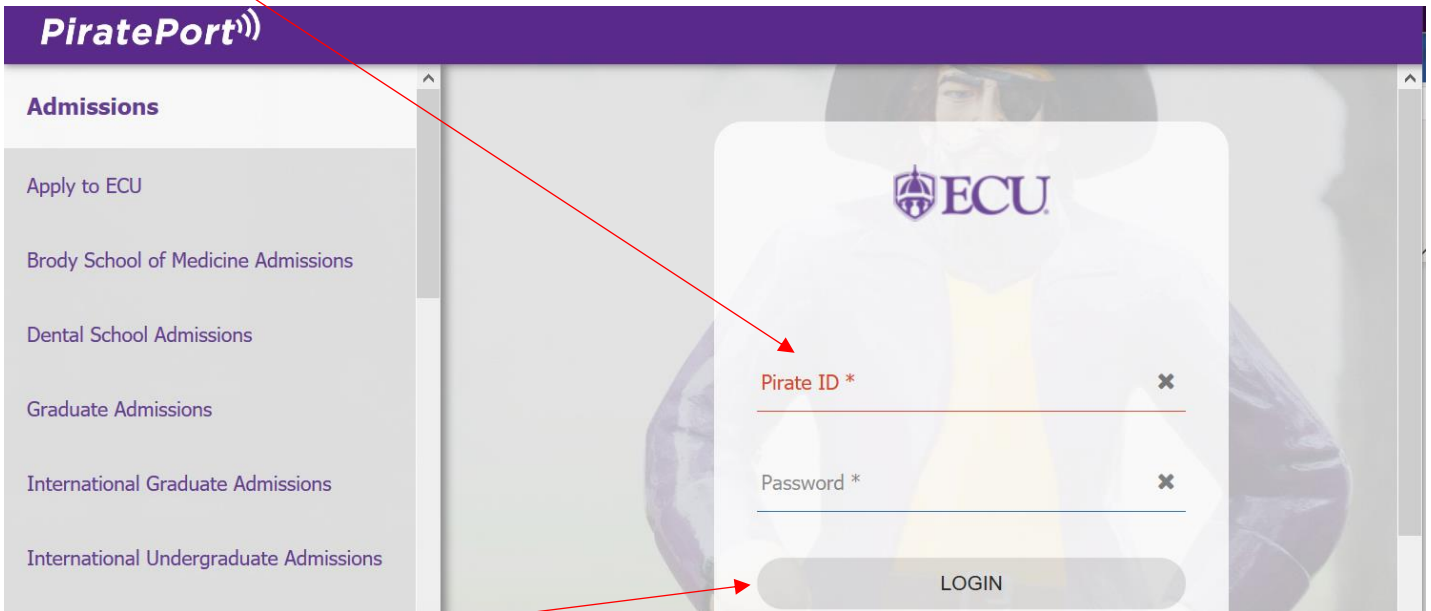 PiratePort
Admissions
Apply to ECU
Brody School of Medicine Admissions
Dental School Admissions
Graduate Admissions
International Graduate Admissions
International Undergraduate Admissions
ECU
Pirate ID *
Password *
LOGIN